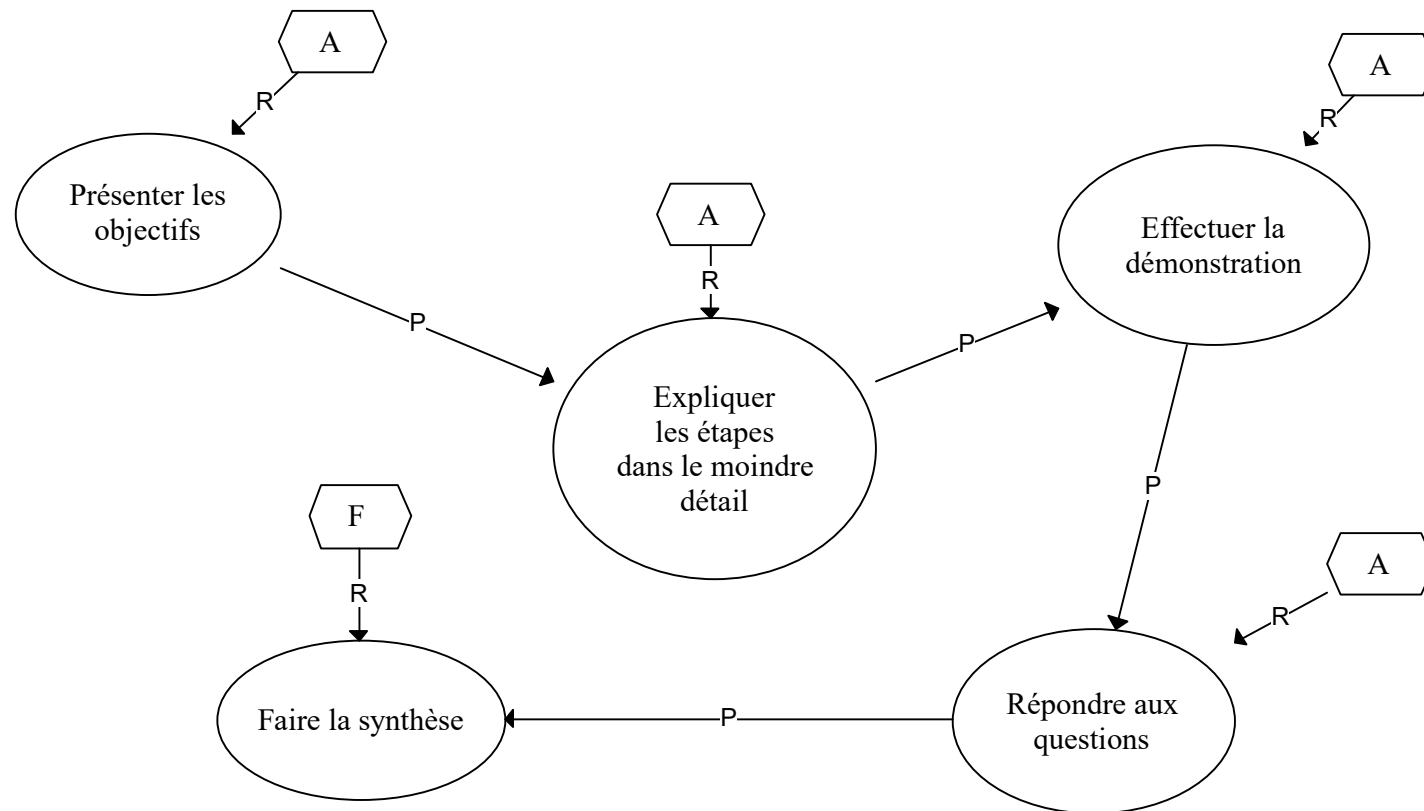 A
R
Présenter les
objectifs
P
A
R
Expliquer
les étapes
dans le moindre
détail
P
A
R
Effectuer la
démonstration
P
A
R
Répondre aux
questions
P
F
R
Faire la synthèse